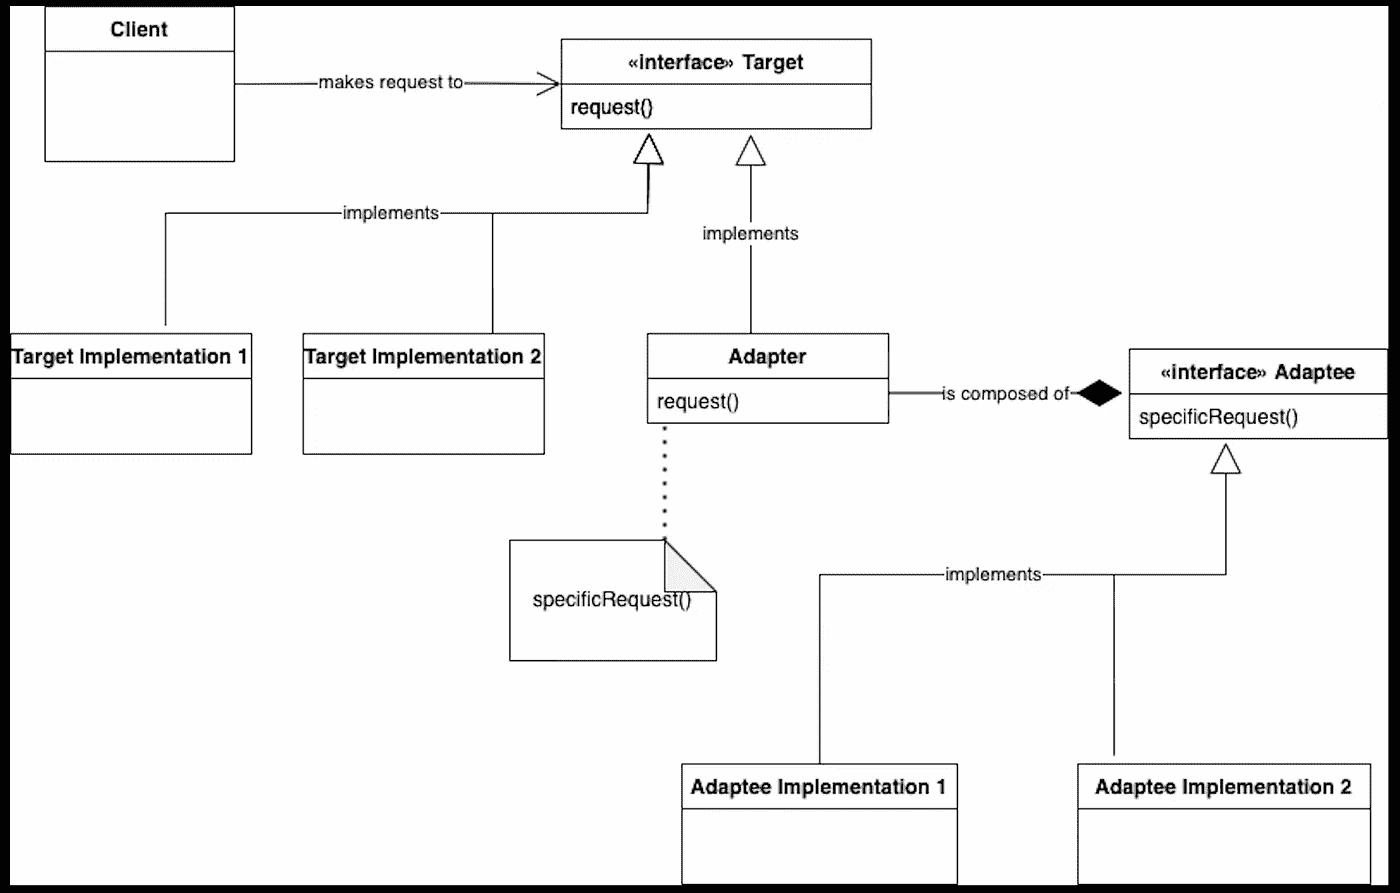 Client
«interface» Target
makes request to
request()
implements
implements
Target Implementation 1
Target Implementation 2
Adapter
«interface» Adaptee
request()
is composed of
specificRequest()
implements
specificRequest()
Adaptee Implementation 1
Adaptee Implementation 2